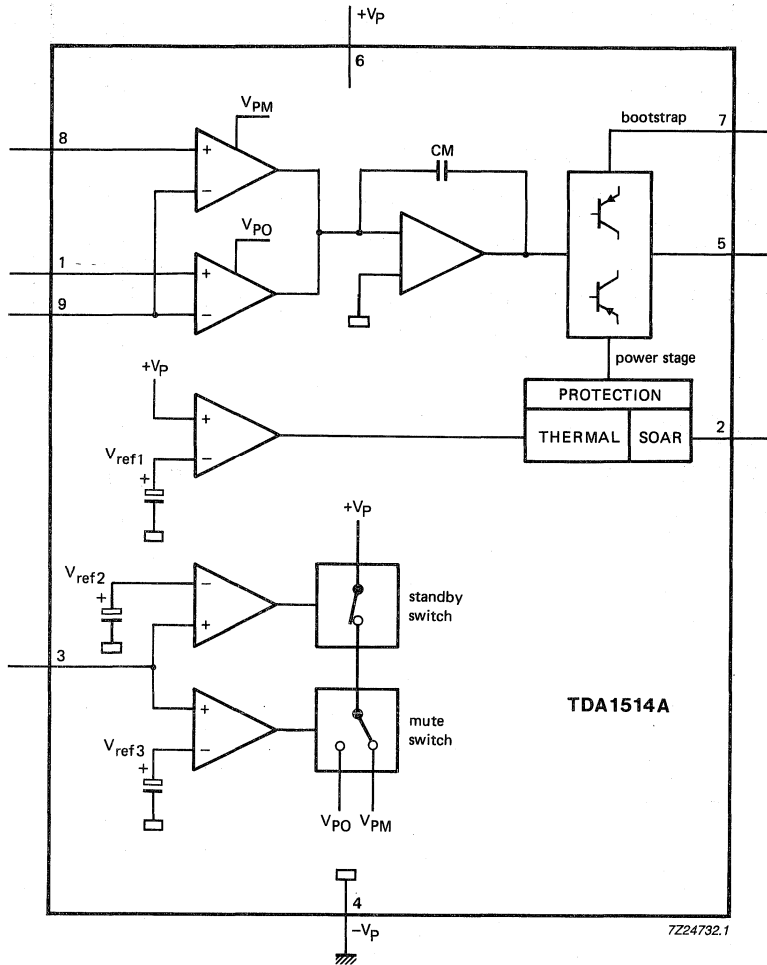 +VP
6
VPM
bootstrap
7
8
+
−
CM
VPO
1
+
5
9
−
power stage
+VP
PROTECTION
+
THERMAL
SOAR
2
Vref1
−
+
+VP
Vref2
−
+
standby
switch
+
3
TDA1514A
+
mute
switch
Vref3
−
+
VPO
VPM
4
−VP
7Z24732.1